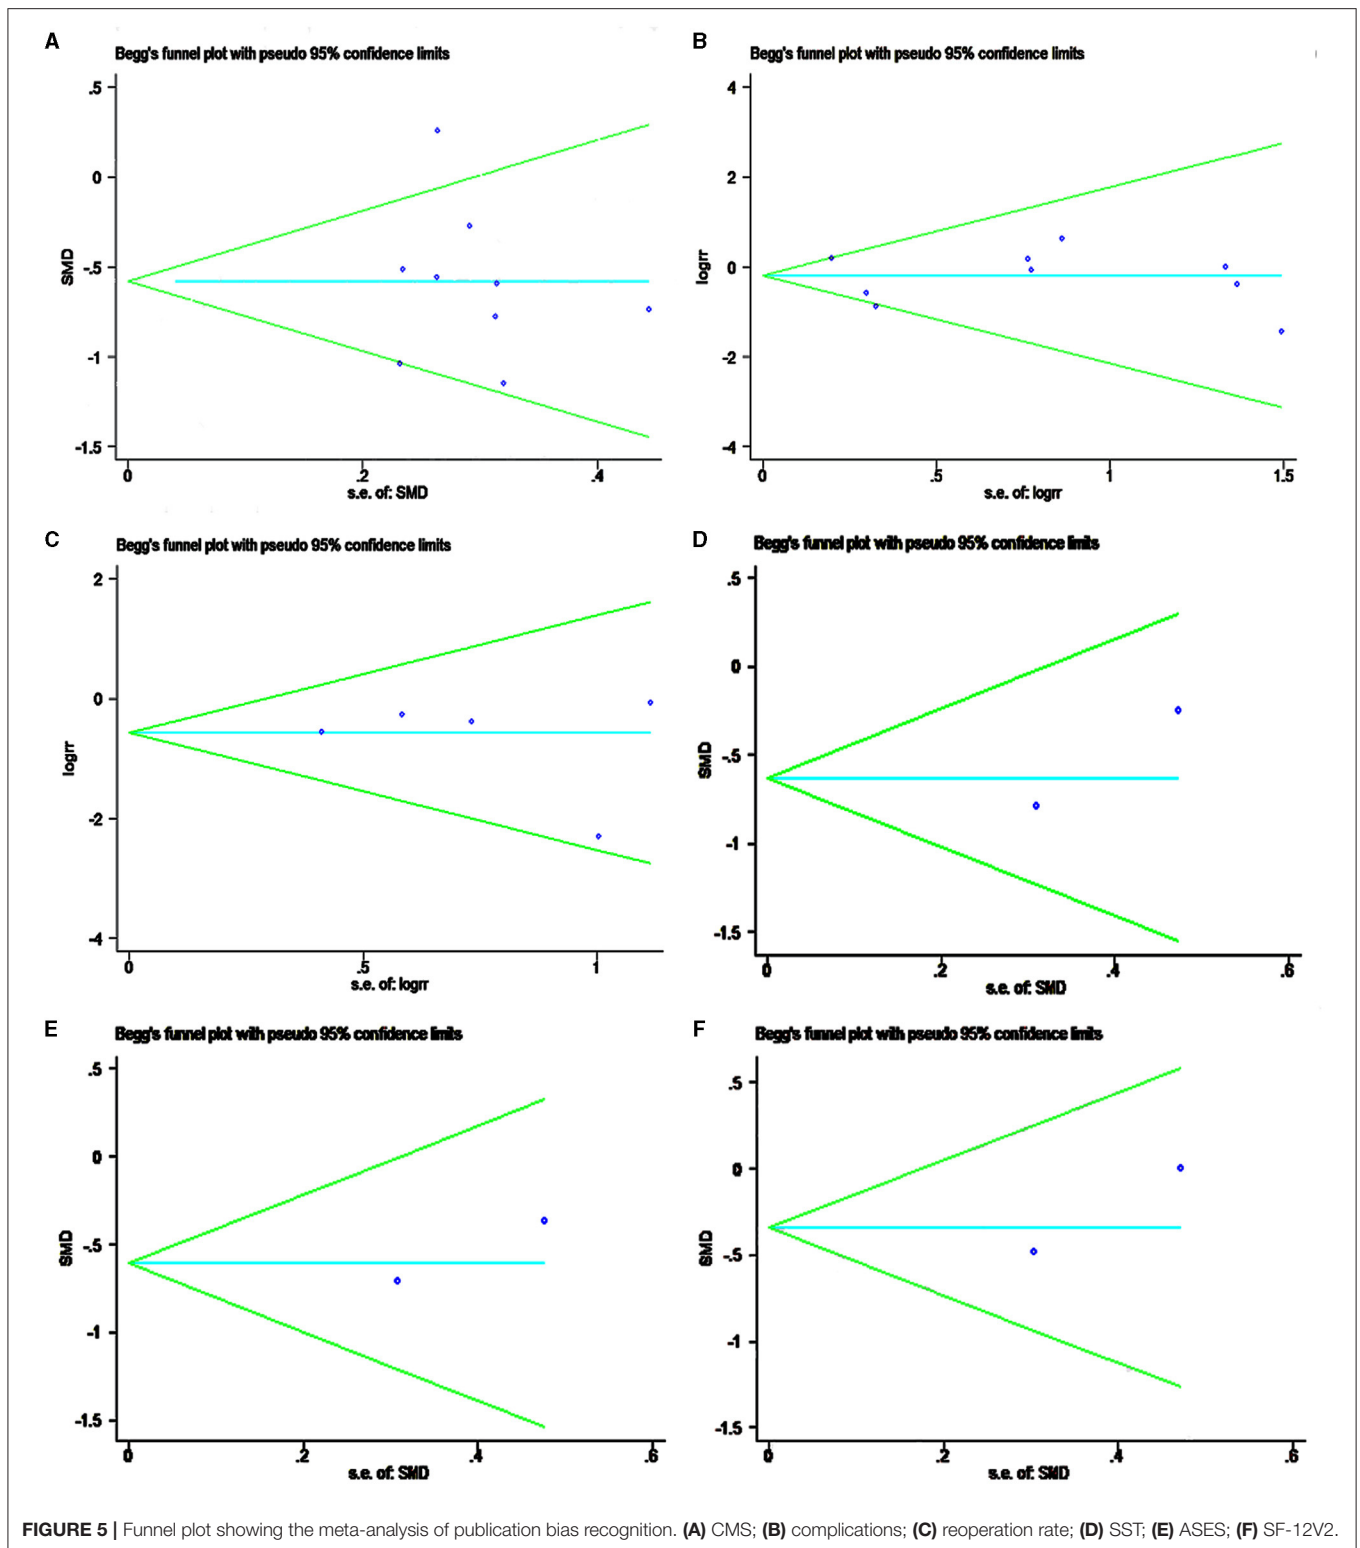 A
Begg's funnel plot with pseudo 95% confidence limits
.5
0
-.5
-1
-1.5
SMD
0 .2 .4
s.e. of: SMD
B
Begg's funnel plot with pseudo 95% confidence limits
4
2
0
-2
-4
logrr
0 .5 1 1.5
s.e. of: logrr
C
Begg's funnel plot with pseudo 95% confidence limits
2
0
-2
-4
logrr
0 .5 1
s.e. of: logrr
D
Begg's funnel plot with pseudo 95% confidence limits
.5
0
-.5
-1
-1.5
SMD
0 .2 .4 .6
s.e. of: SMD
E
Begg's funnel plot with pseudo 95% confidence limits
.5
0
-.5
-1
-1.5
SMD
0 .2 .4 .6
s.e. of: SMD
F
Begg's funnel plot with pseudo 95% confidence limits
.5
0
-.5
-1
-1.5
SMD
0 .2 .4 .6
s.e. of: SMD
FIGURE 5 | Funnel plot showing the meta-analysis of publication bias recognition. (A) CMS; (B) complications; (C) reoperation rate; (D) SST; (E) ASES; (F) SF-12V2.